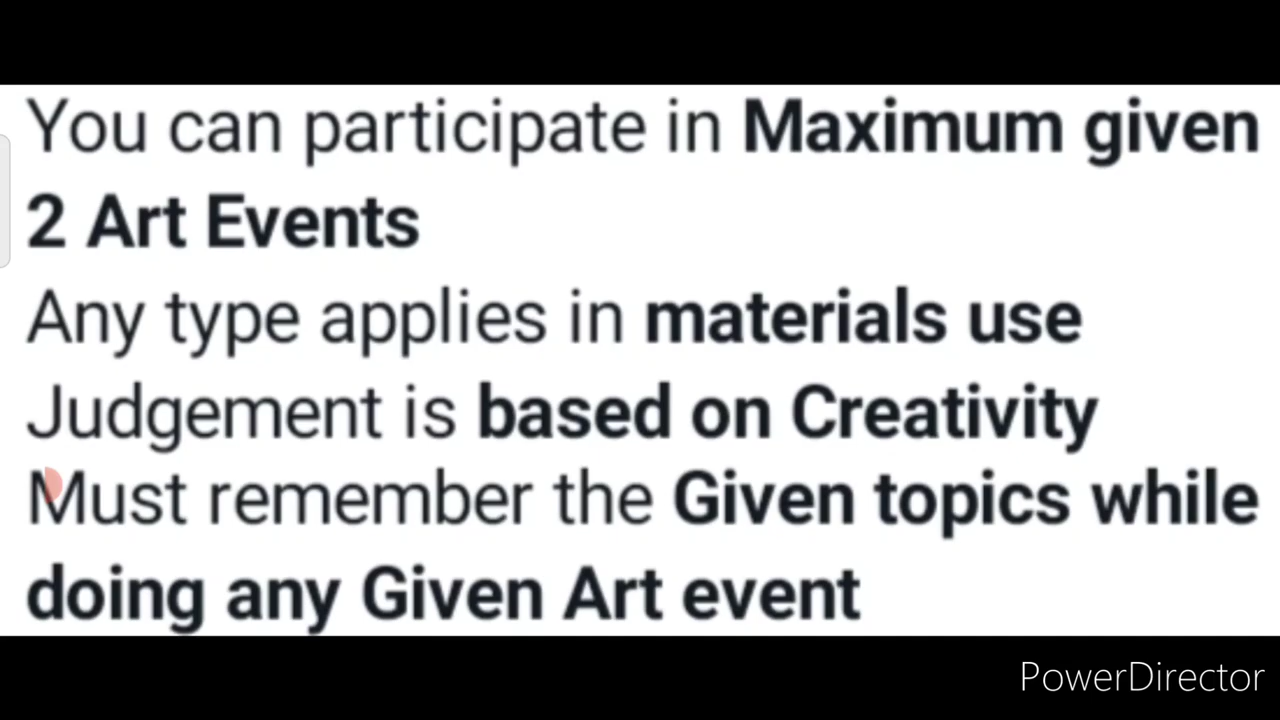 You can participate in Maximum given
2 Art Events
Any type applies in materials use
Judgement is based on Creativity
Must remember the Given topics while
doing any Given Art event
PowerDirector